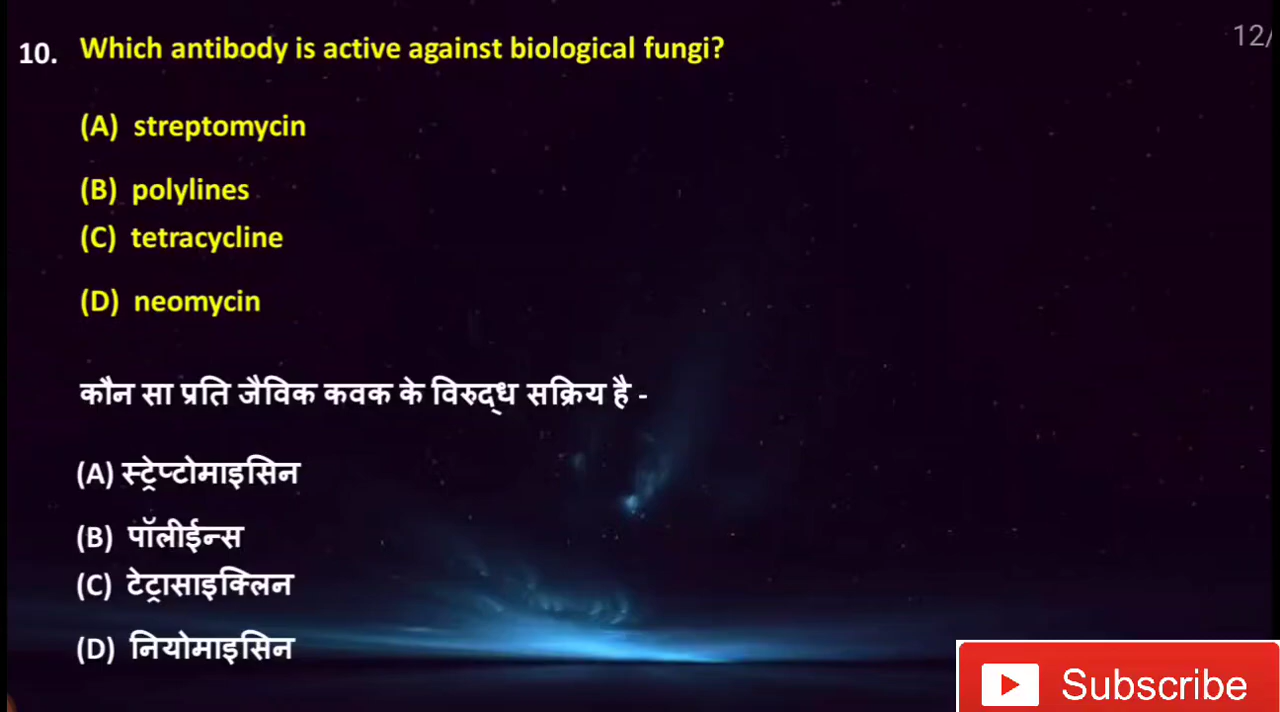 10. Which antibody is active against biological fungi?
12/
(A) streptomycin
(B) polylines
(C) tetracycline
(D) neomycin
कौन सा प्रति जैविक कवक के विरुद्ध सक्रिय है -
(A) स्ट्रेप्टोमाइसिन
(B) पॉलीईन्स
(C) टेट्रासाइक्लिन
(D) नियोमाइसिन
Subscribe